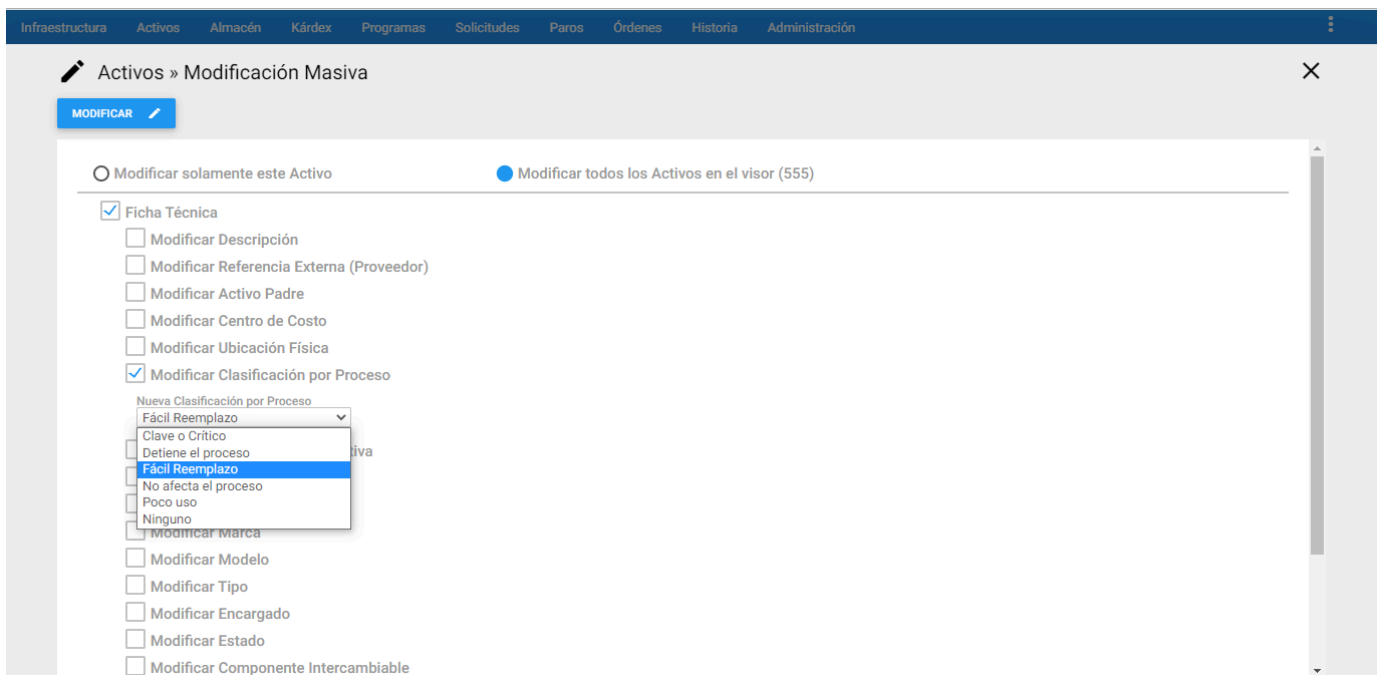 Infraestructura Activos Almacén Kárdex Programas Solicitudes Paros Órdenes Historia Administración
Activos » Modificación Masiva
MODIFICAR
Modificar solamente este Activo Modificar todos los Activos en el visor (555)
Ficha Técnica
Modificar Descripción
Modificar Referencia Externa (Proveedor)
Modificar Activo Padre
Modificar Centro de Costo
Modificar Ubicación Física
Modificar Clasificación por Proceso
Nueva Clasificación por Proceso
Fácil Reemplazo
Clave o Crítico
Detiene el proceso
Fácil Reemplazo
No afecta el proceso
Poco uso
Ninguno
Modificar Marca
Modificar Modelo
Modificar Tipo
Modificar Encargado
Modificar Estado
Modificar Componente Intercambiable